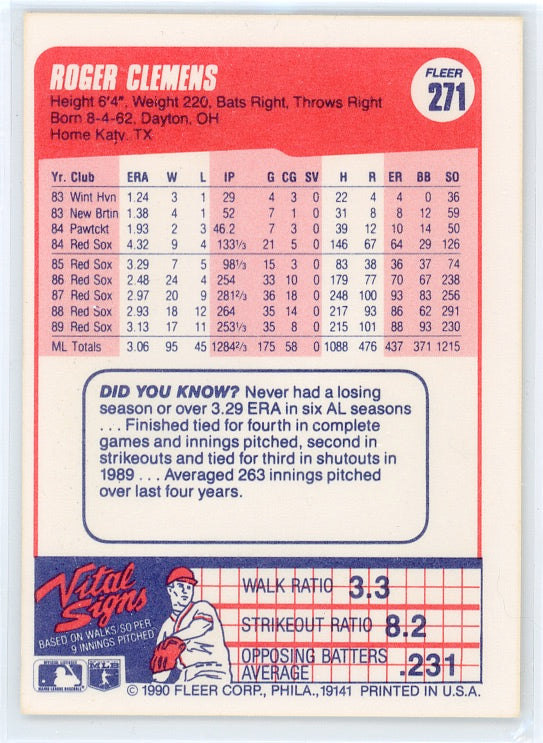 ROGER CLEMENS
Height 6'4", Weight 220, Bats Right, Throws Right
Born 8-4-62, Dayton, OH
Home Katy, TX
FLEER
271
Yr. Club ERA W L IP G CG SV H R ER BB SO
83 Wint Hvn 1.24 3 1 29 4 3 0 22 4 4 0 36
83 New Brtin 1.38 4 1 52 7 1 0 31 8 8 12 59
84 Pawtckt 1.93 2 3 46.2 7 3 0 39 12 10 14 50
84 Red Sox 4.32 9 4 133 1/3 21 5 0 146 67 64 29 126
85 Red Sox 3.29 7 5 98 1/3 15 3 0 83 38 36 37 74
86 Red Sox 2.48 24 4 254 33 10 0 179 77 70 67 238
87 Red Sox 2.97 20 9 281 2/3 36 18 0 248 100 93 83 256
88 Red Sox 2.93 18 12 264 35 14 0 217 93 86 62 291
89 Red Sox 3.13 17 11 253 1/3 35 8 0 215 101 88 93 230
ML Totals 3.06 95 45 1284 2/3 175 58 0 1088 476 437 371 1215
DID YOU KNOW? Never had a losing
season or over 3.29 ERA in six AL seasons
. . . Finished tied for fourth in complete
games and innings pitched, second in
strikeouts and tied for third in shutouts in
1989 . . . Averaged 263 innings pitched
over last four years.
Vital
Signs
BASED ON WALKS/SO PER
9 INNINGS PITCHED
WALK RATIO 3.3
STRIKEOUT RATIO 8.2
OPPOSING BATTERS
AVERAGE .231
MAJOR LEAGUE BASEBALL
© 1990 FLEER CORP., PHILA., 19141 PRINTED IN U.S.A.